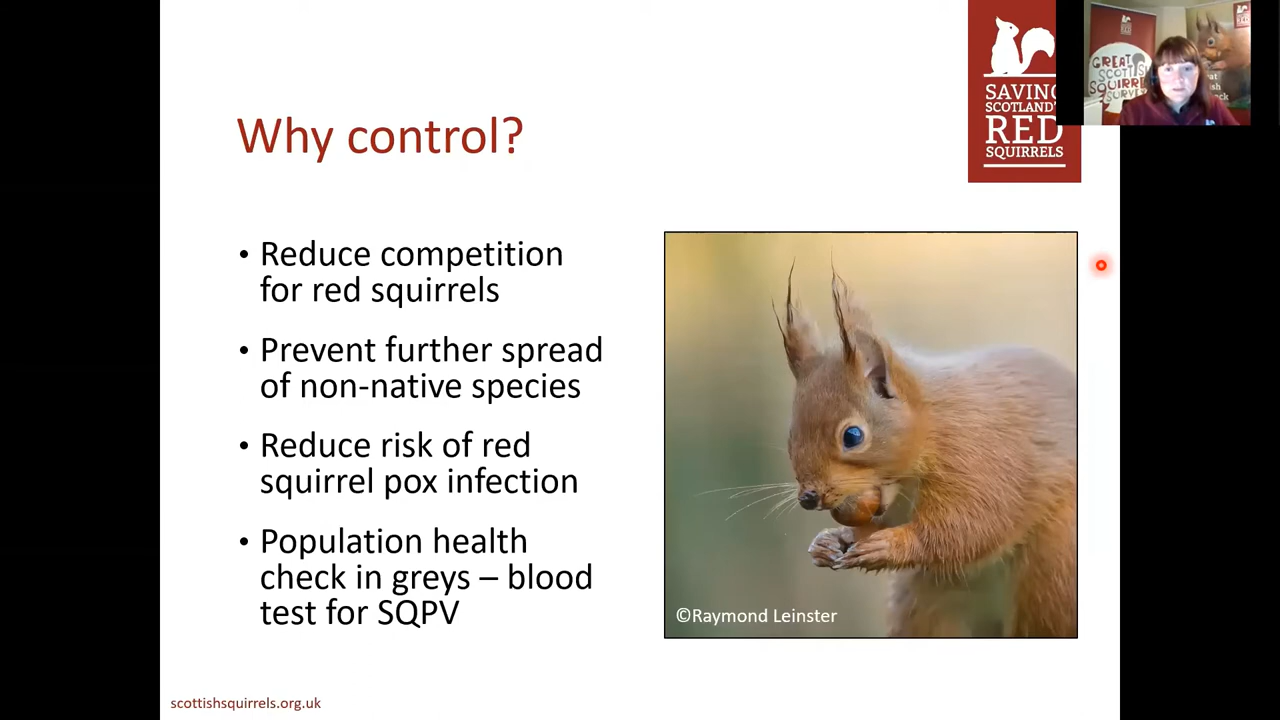 Why control?
SAVING
SCOTLAND'
RED
SQUIRRELS
GREAT
SCOTTISH
SQUIRREL
SURVEY
• Reduce competition
for red squirrels
• Prevent further spread
of non-native species
• Reduce risk of red
squirrel pox infection
• Population health
check in greys – blood
test for SQPV
©Raymond Leinster
scottishsquirrels.org.uk